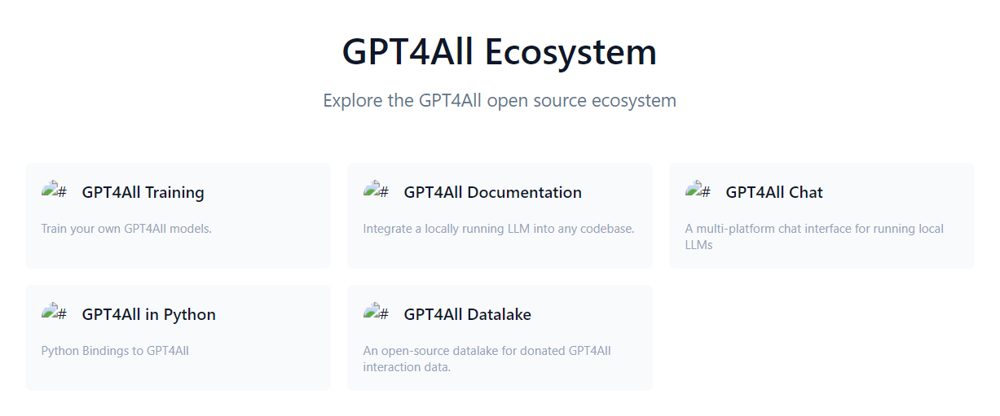 GPT4All Ecosystem
Explore the GPT4All open source ecosystem
# GPT4All Training
Train your own GPT4All models.
# GPT4All Documentation
Integrate a locally running LLM into any codebase.
# GPT4All Chat
A multi-platform chat interface for running local
LLMs
# GPT4All in Python
Python Bindings to GPT4All
# GPT4All Datalake
An open-source datalake for donated GPT4All
interaction data.